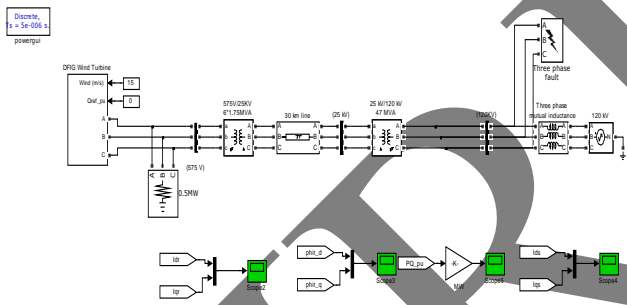 Discrete,
Ts = 5e-006 s.
powergui
DFIG Wind Turbine
Wind (m/s)
15
Qref_pu
0
A
B
C
A B C
0.5MW
(575 V)
575V/25KV
6*1.75MVA
a
b
c
A
B
C
30 km line
A
B
C
A
B
C
(25 kV)
25 kV/120 kV
47 MVA
a
b
c
A
B
C
(120KV)
A
B
C
Three phase
fault
Three phase
mutual inductance
A
B
C
A
B
C
120 kV
A
B
C
N
Idr
Iqr
Scope2
phir_d
phir_q
Scope3
PQ_pu
-K-
MW
Scope5
Ids
Iqs
Scope4